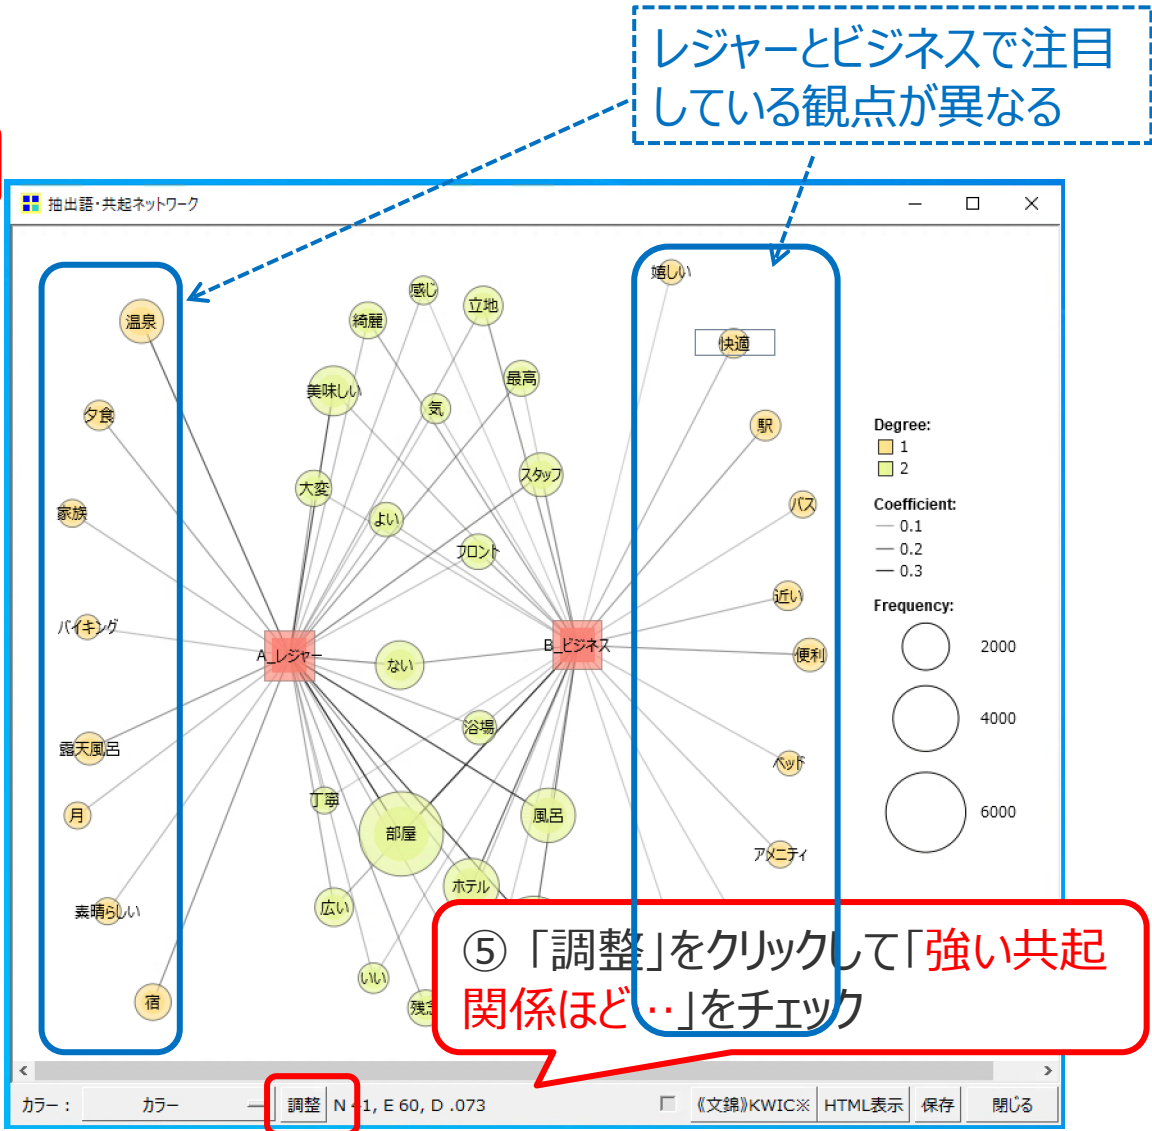 レジャーとビジネスで注目
している観点が異なる
抽出語・共起ネットワーク
嬉しい
感じ
立地
温泉
綺麗
快適
最高
美味しい
気
夕食
駅
スタッフ
大変
バス
家族
よい
フロント
近い
バイキング
A_レジャー
B_ビジネス
便利
ない
浴場
露天風呂
ベッド
丁寧
月
部屋
風呂
アメニティ
ホテル
素晴らしい
広い
いい
宿
残念
Degree:
1
2
Coefficient:
0.1
0.2
0.3
Frequency:
2000
4000
6000
⑤「調整」をクリックして「強い共起
関係ほど‥」をチェック
カラー： カラー 調整 N 41, E 60, D .073 《文錦》KWIC※ HTML表示 保存 閉じる